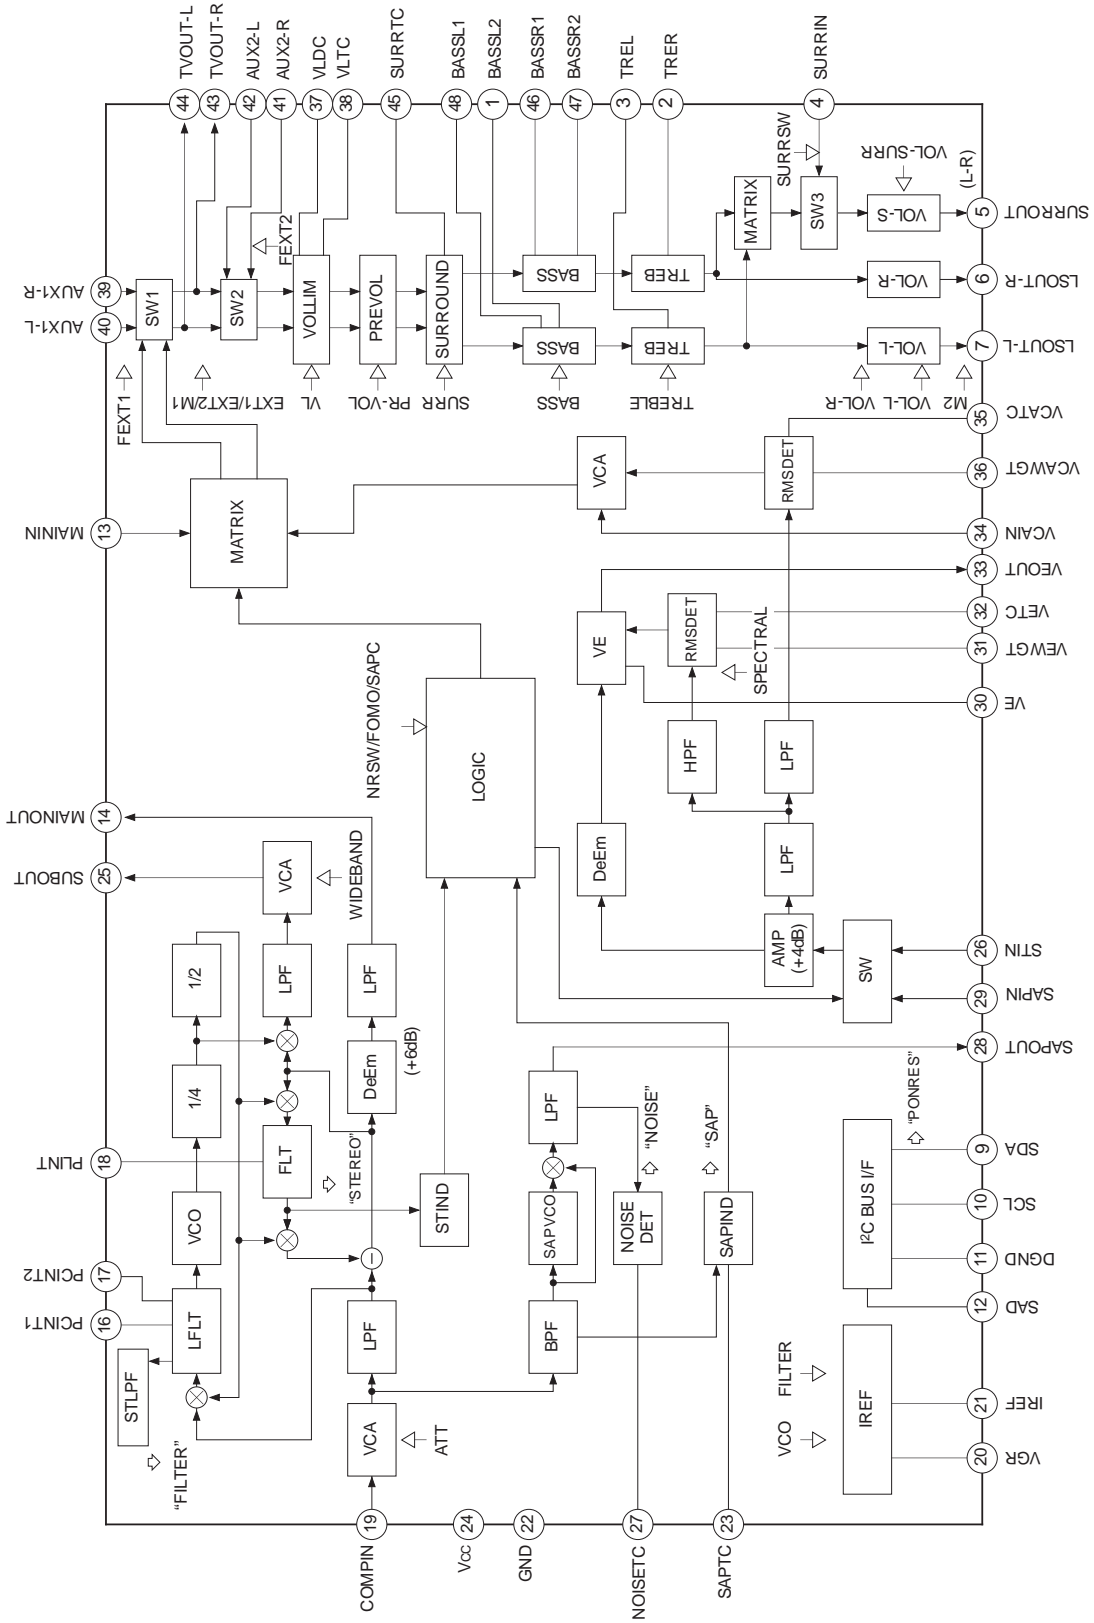 TVOUT-L
TVOUT-R
AUX2-L
AUX2-R
VLDC
VLTC
SURRTC
BASSL1
BASSL2
BASSR1
BASSR2
TREL
TRER
SURRIN
44
43
42
41
37
38
45
48
1
46
47
3
2
4
AUX1-R
39
AUX1-L
40
SW1
SW2
FEXT2
VOLLIM
PREVOL
SURROUND
BASS
BASS
TREB
TREB
MATRIX
SURRSW
SW3
VOL-SURR
VOL-S
VOL-R
VOL-L
(L-R)
5
SURROUT
6
LSOUT-R
7
LSOUT-L
FEXT1
EXT1/EXT2/M1
VL
PR-VOL
SURR
BASS
TREBLE
VOL-R
VOL-L
M2
35
VCATC
36
VCAWGT
34
VCAIN
33
VEOUT
32
VETC
31
VEWGT
30
VE
MAININ
13
MATRIX
VCA
RMSDET
VE
RMSDET
SPECTRAL
NRSW/FOMO/SAPC
LOGIC
HPF
LPF
DeEm
LPF
AMP
(+4dB)
SW
26
STIN
29
SAPIN
28
SAPOUT
MAINOUT
14
SUBOUT
25
VCA
WIDEBAND
1/2
LPF
LPF
1/4
DeEm
(+6dB)
PLINT
18
FLT
“STEREO”
VCO
STIND
PCINT2
17
PCINT1
16
LFLT
STLPF
“FILTER”
LPF
VCA
ATT
LPF
SAPVCO
BPF
“NOISE”
NOISE
DET
“SAP”
SAPIND
“PONRES”
I²C BUS I/F
9
SDA
10
SCL
11
DGND
12
SAD
VCO
FILTER
IREF
21
IREF
20
VGR
19
COMPIN
24
Vcc
22
GND
27
NOISETC
23
SAPTC